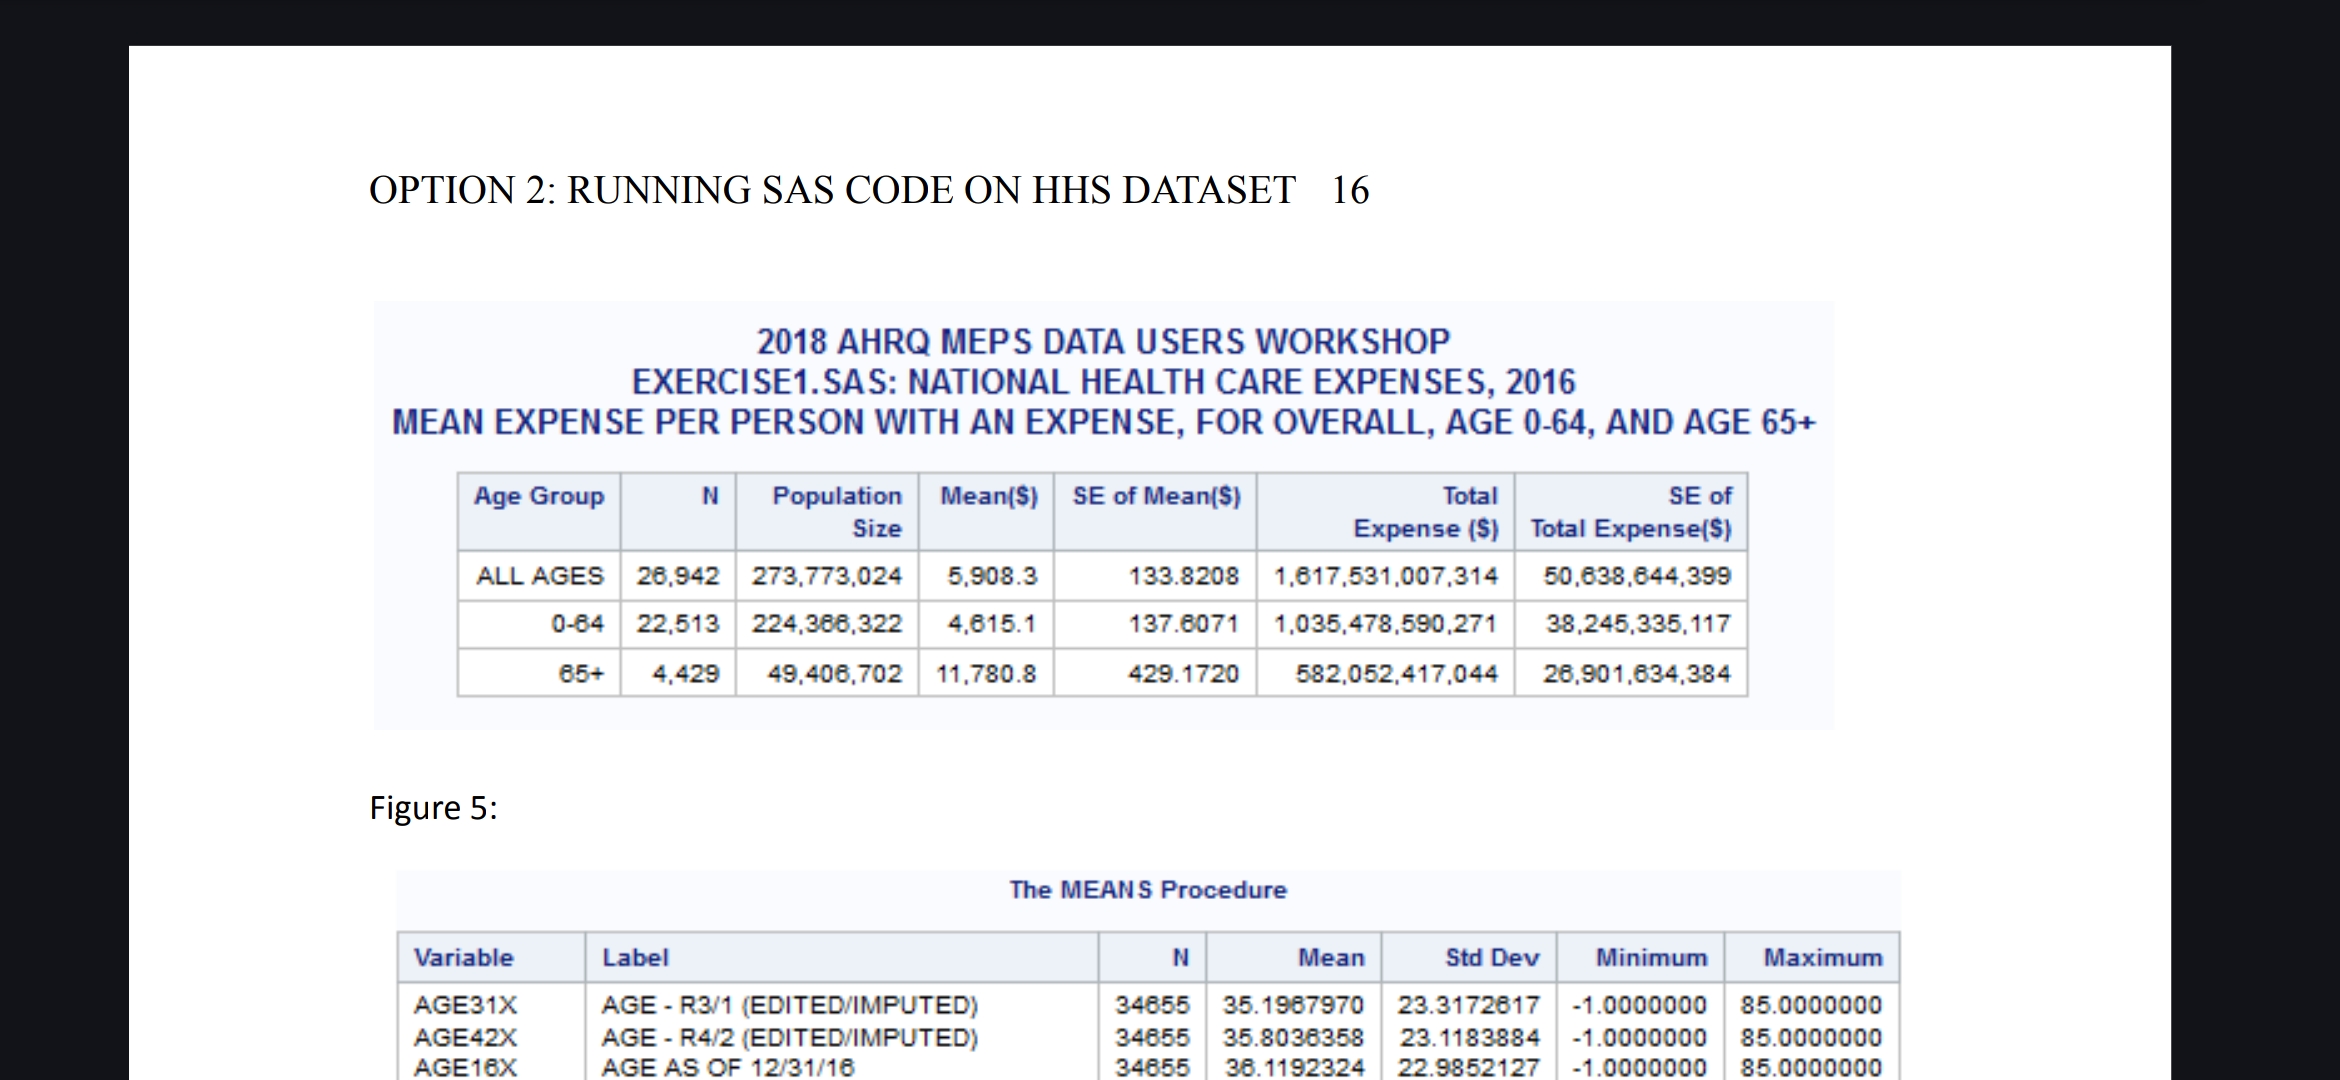 OPTION 2: RUNNING SAS CODE ON HHS DATASET 16
2018 AHRQ MEPS DATA USERS WORKSHOP
EXERCISE1.SAS: NATIONAL HEALTH CARE EXPENSES, 2016
MEAN EXPENSE PER PERSON WITH AN EXPENSE, FOR OVERALL, AGE 0-64, AND AGE 65+
Age Group N Population Size Mean($) SE of Mean($) Total Expense ($) SE of Total Expense($)
ALL AGES 26,942 273,773,024 5,908.3 133.8208 1,617,531,007,314 50,638,644,399
0-64 22,513 224,366,322 4,615.1 137.6071 1,035,478,590,271 38,245,335,117
65+ 4,429 49,406,702 11,780.8 429.1720 582,052,417,044 26,901,634,384
Figure 5:
The MEANS Procedure
Variable Label N Mean Std Dev Minimum Maximum
AGE31X AGE - R3/1 (EDITED/IMPUTED) 34655 35.1967970 23.3172617 -1.0000000 85.0000000
AGE42X AGE - R4/2 (EDITED/IMPUTED) 34655 35.8036358 23.1183884 -1.0000000 85.0000000
AGE16X AGE AS OF 12/31/16 34655 36.1192324 22.9852127 -1.0000000 85.0000000